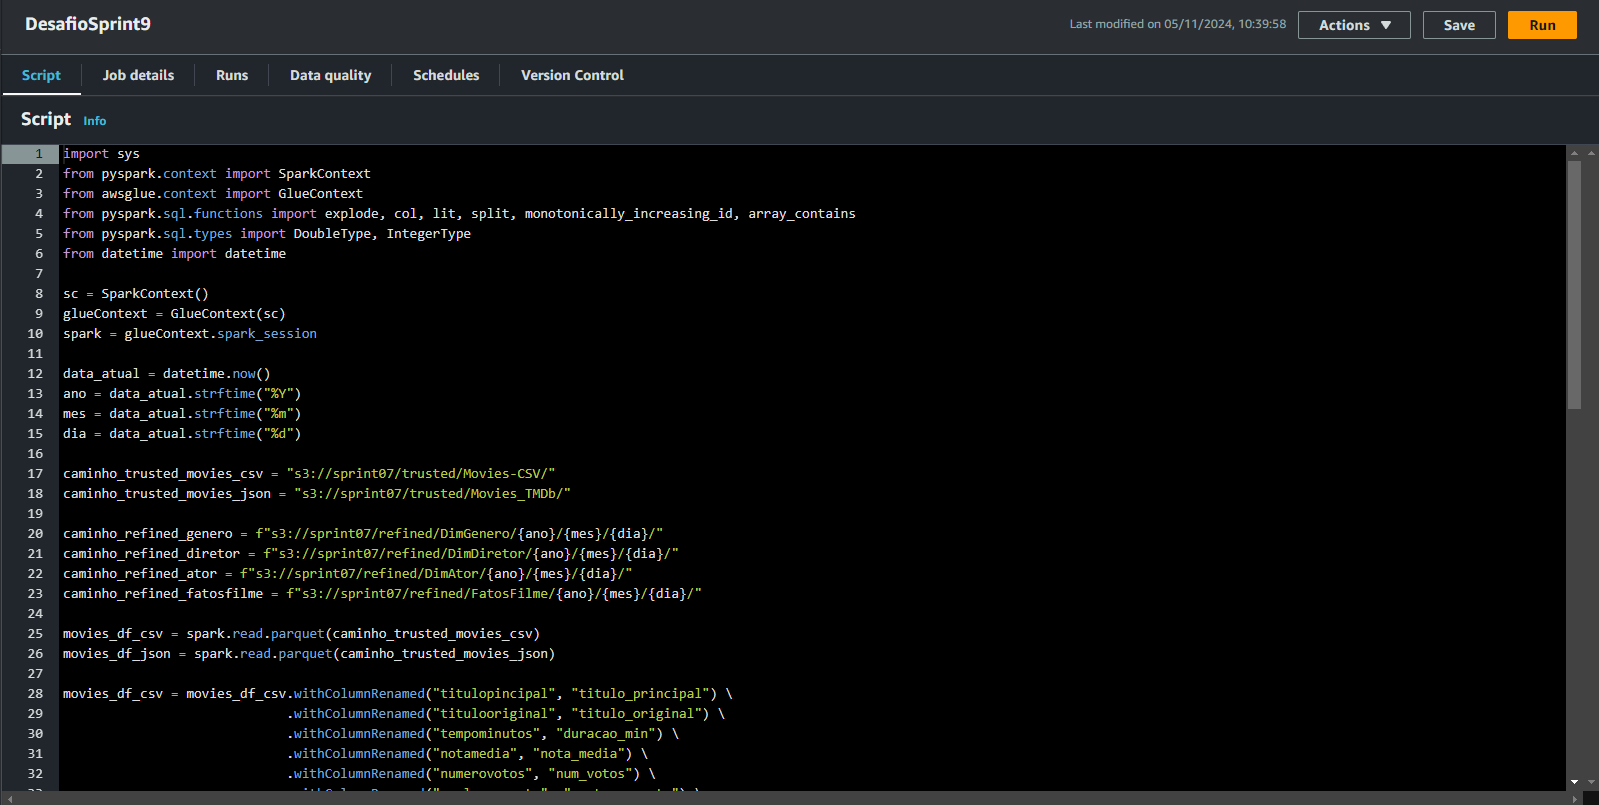 DesafioSprint9
Last modified on 05/11/2024, 10:39:58
Actions ▼
Save
Run
Script
Job details
Runs
Data quality
Schedules
Version Control
Script Info
1 import sys
2 from pyspark.context import SparkContext
3 from awsglue.context import GlueContext
4 from pyspark.sql.functions import explode, col, lit, split, monotonically_increasing_id, array_contains
5 from pyspark.sql.types import DoubleType, IntegerType
6 from datetime import datetime
7
8 sc = SparkContext()
9 glueContext = GlueContext(sc)
10 spark = glueContext.spark_session
11
12 data_atual = datetime.now()
13 ano = data_atual.strftime("%Y")
14 mes = data_atual.strftime("%m")
15 dia = data_atual.strftime("%d")
16
17 caminho_trusted_movies_csv = "s3://sprint07/trusted/Movies-CSV/"
18 caminho_trusted_movies_json = "s3://sprint07/trusted/Movies_TMDb/"
19
20 caminho_refined_genero = f"s3://sprint07/refined/DimGenero/{ano}/{mes}/{dia}/"
21 caminho_refined_diretor = f"s3://sprint07/refined/DimDiretor/{ano}/{mes}/{dia}/"
22 caminho_refined_ator = f"s3://sprint07/refined/DimAtor/{ano}/{mes}/{dia}/"
23 caminho_refined_fatosfilme = f"s3://sprint07/refined/FatosFilme/{ano}/{mes}/{dia}/"
24
25 movies_df_csv = spark.read.parquet(caminho_trusted_movies_csv)
26 movies_df_json = spark.read.parquet(caminho_trusted_movies_json)
27
28 movies_df_csv = movies_df_csv.withColumnRenamed("titulopincipal", "titulo_principal") \
29 .withColumnRenamed("titulooriginal", "titulo_original") \
30 .withColumnRenamed("tempominutos", "duracao_min") \
31 .withColumnRenamed("notamedia", "nota_media") \
32 .withColumnRenamed("numerovotos", "num_votos") \